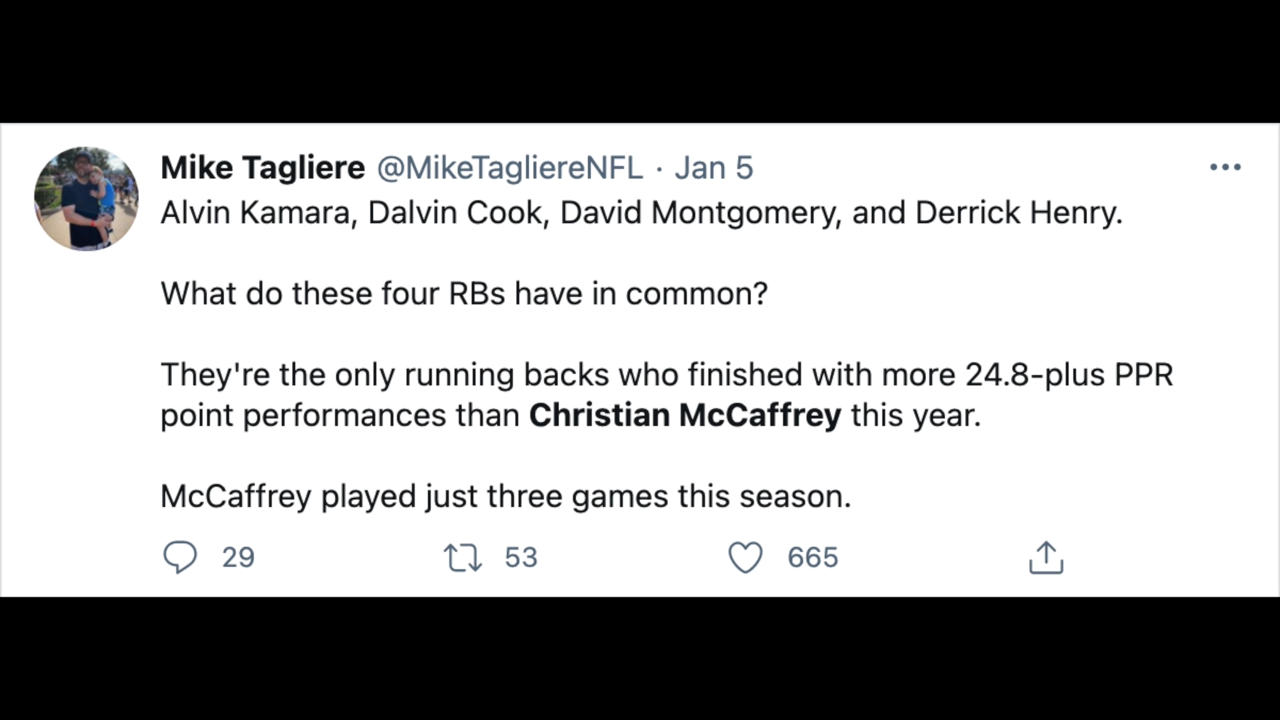 Mike Tagliere @MikeTagliereNFL · Jan 5
Alvin Kamara, Dalvin Cook, David Montgomery, and Derrick Henry.
What do these four RBs have in common?
They're the only running backs who finished with more 24.8-plus PPR
point performances than Christian McCaffrey this year.
McCaffrey played just three games this season.
29 53 665